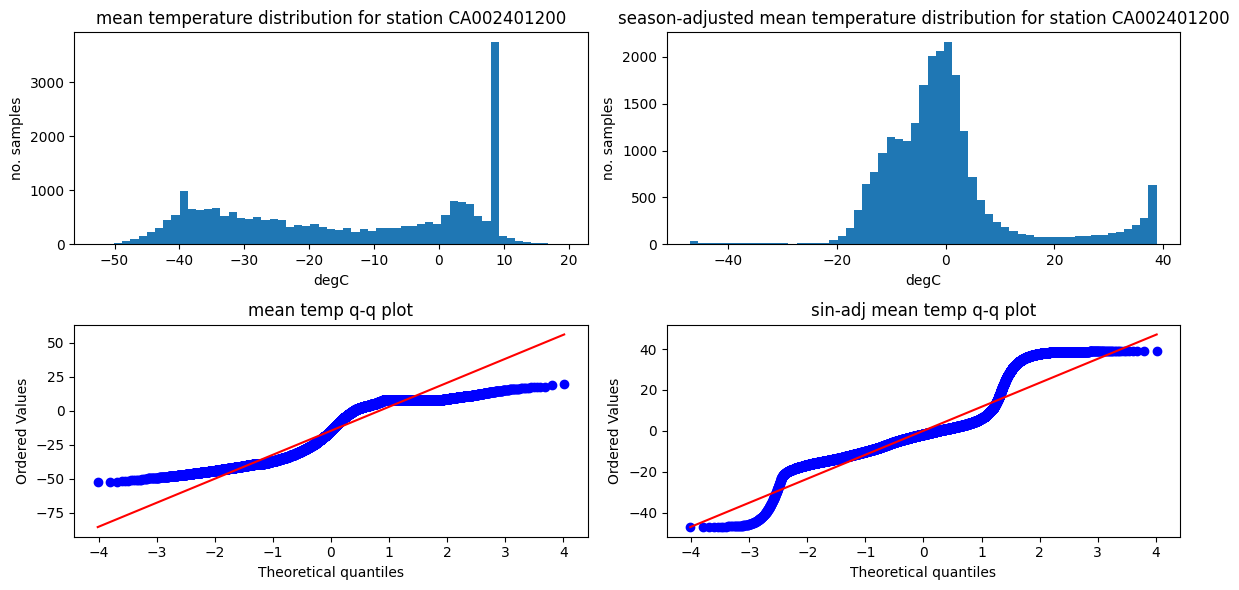 mean temperature distribution for station CA002401200
no. samples
3000
2000
1000
0
−50 −40 −30 −20 −10 0 10 20
degC
season-adjusted mean temperature distribution for station CA002401200
no. samples
2000
1500
1000
500
0
−40 −20 0 20 40
degC
mean temp q-q plot
Ordered Values
50
25
0
−25
−50
−75
−4 −3 −2 −1 0 1 2 3 4
Theoretical quantiles
sin-adj mean temp q-q plot
Ordered Values
40
20
0
−20
−40
−4 −3 −2 −1 0 1 2 3 4
Theoretical quantiles